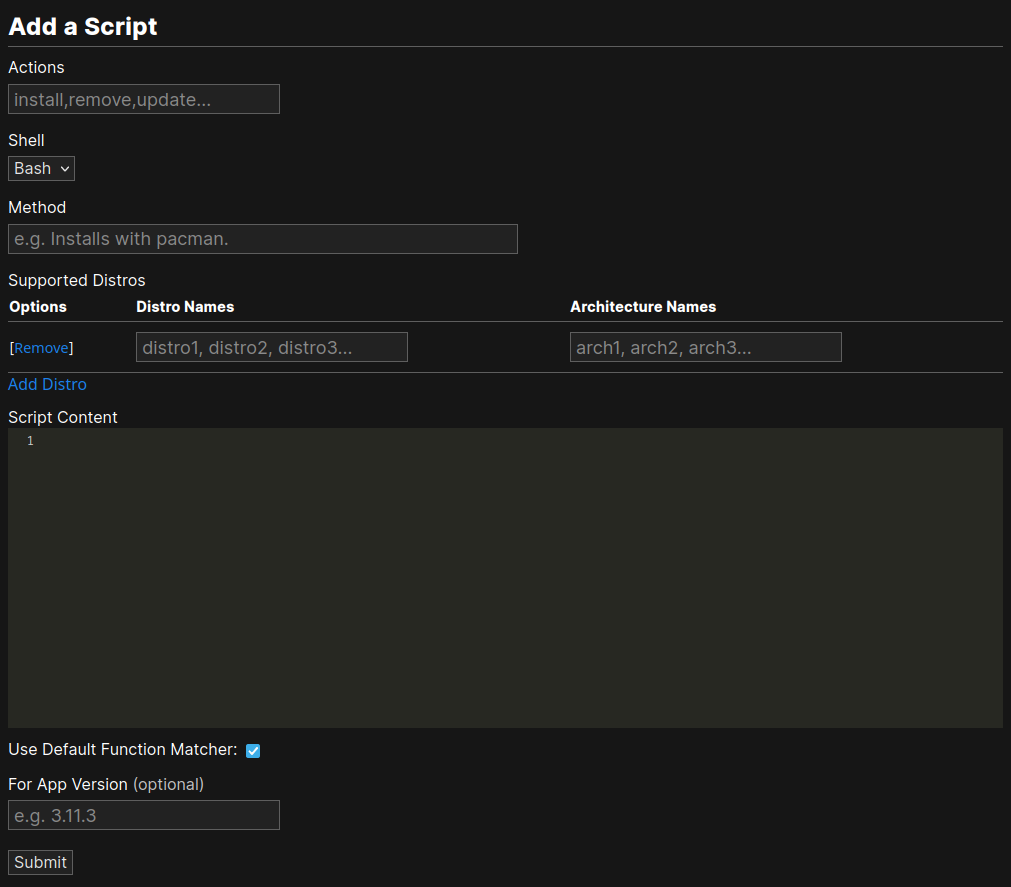 Add a Script
Actions
install,remove,update...
Shell
Bash
Method
e.g. Installs with pacman.
Supported Distros
Options Distro Names Architecture Names
[Remove] distro1, distro2, distro3... arch1, arch2, arch3...
Add Distro
Script Content
1
Use Default Function Matcher:
For App Version (optional)
e.g. 3.11.3
Submit